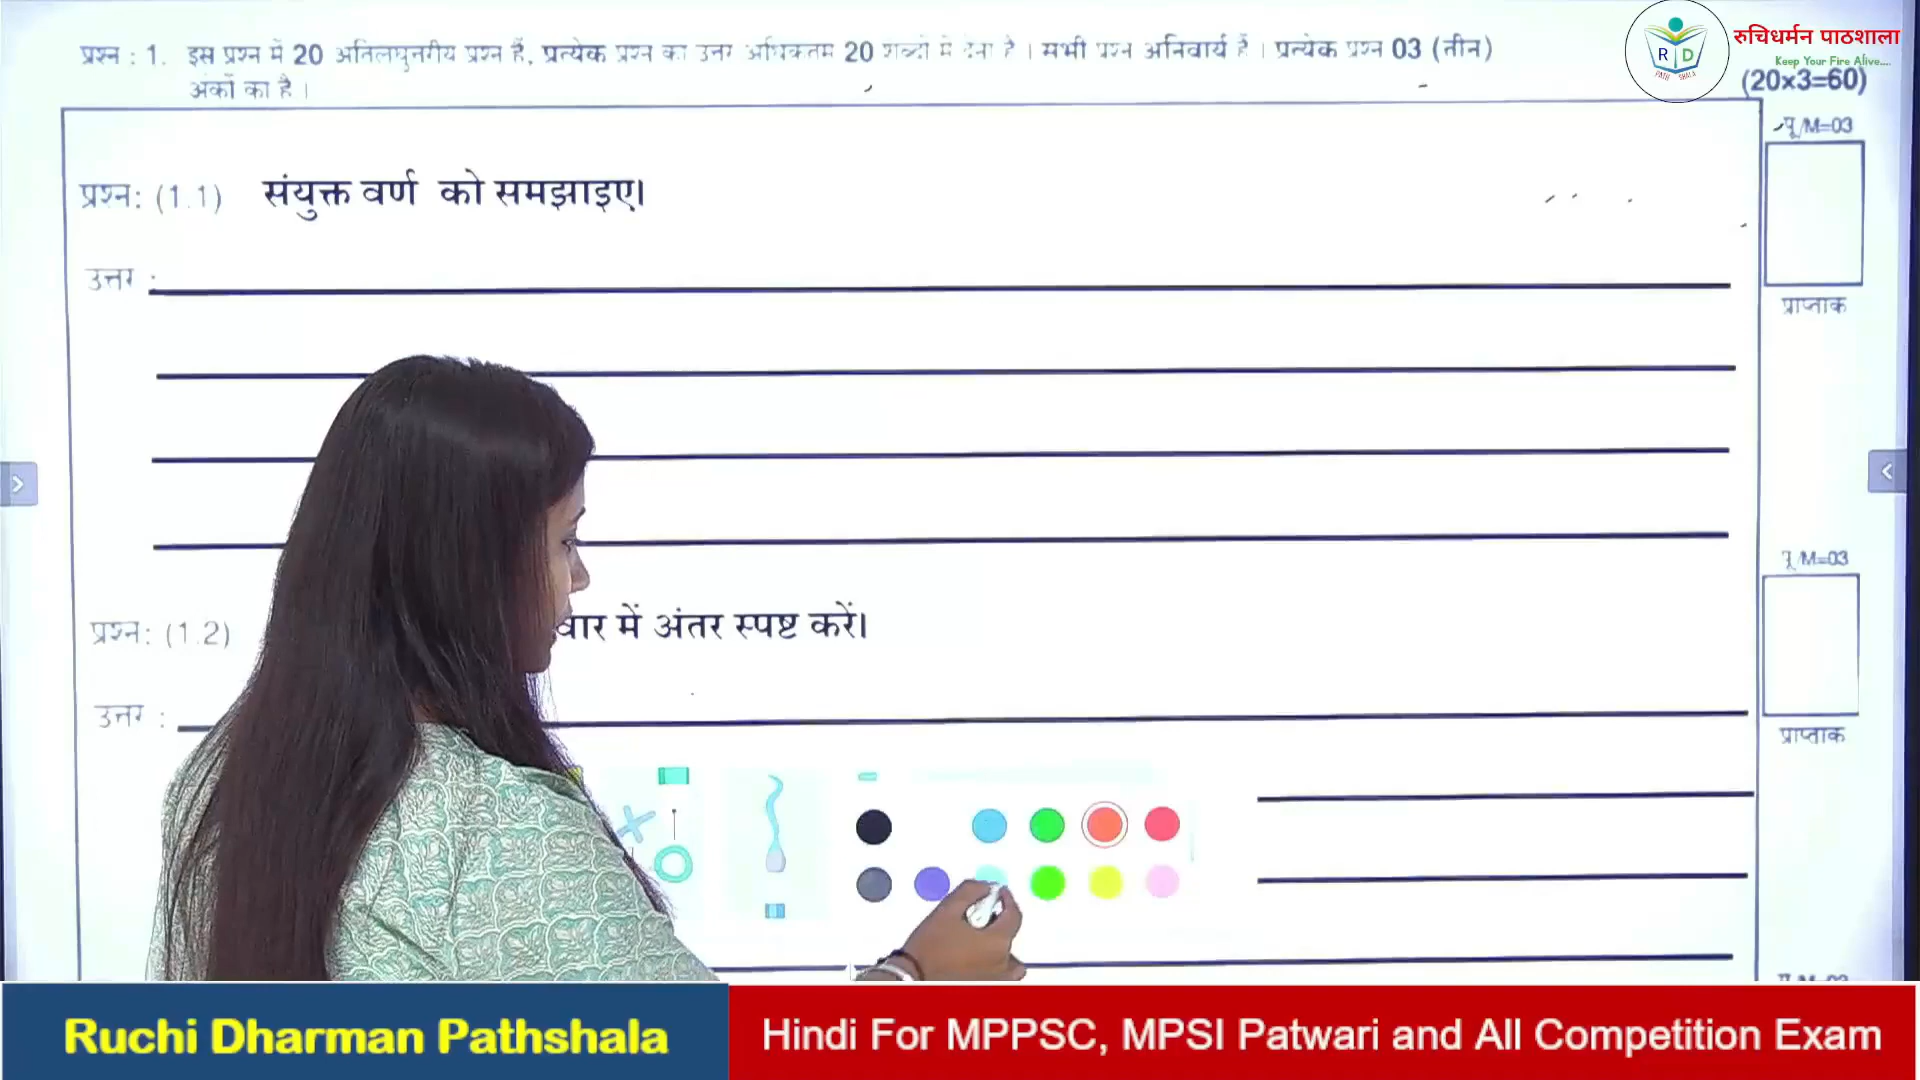 रुचिधर्मन पाठशाला
Keep Your Fire Alive....
R D
PATH SHALA
प्रश्न : 1. इस प्रश्न में 20 अतिलघुत्तरीय प्रश्न हैं, प्रत्येक प्रश्न का उत्तर अधिकतम 20 शब्दों में देना है । सभी प्रश्न अनिवार्य हैं । प्रत्येक प्रश्न 03 (तीन)
अंकों का है ।
(20x3=60)
पू/M=03
प्रश्न: (1.1) संयुक्त वर्ण को समझाइए।
उत्तर :
प्राप्तांक
पू/M=03
प्रश्न: (1.2) में अंतर स्पष्ट करें।
उत्तर :
प्राप्तांक
Ruchi Dharman Pathshala
Hindi For MPPSC, MPSI Patwari and All Competition Exam